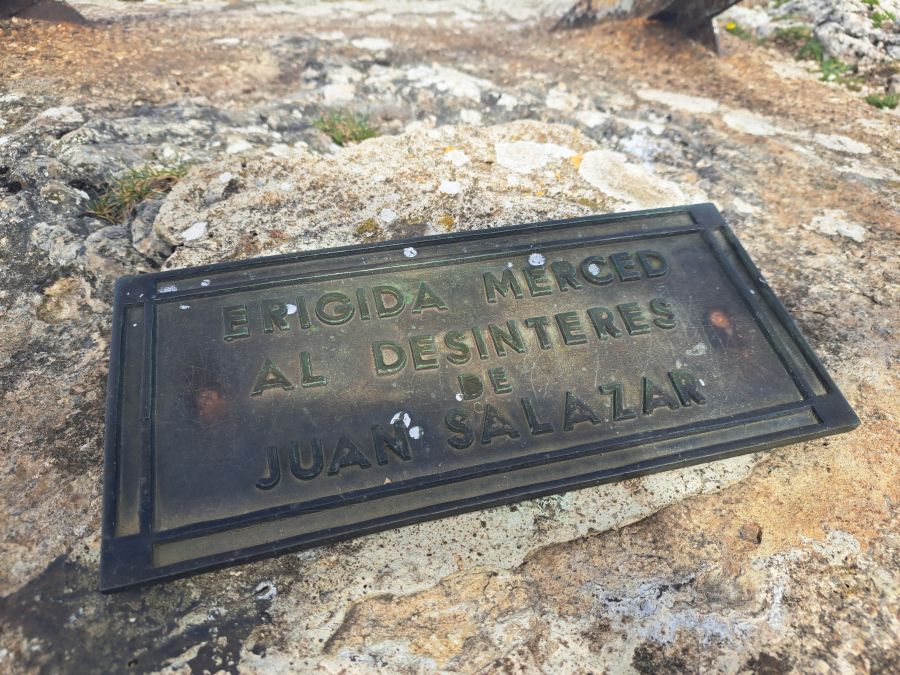 ERIGIDA MERCED
AL DESINTERES
DE
JUAN SALAZAR